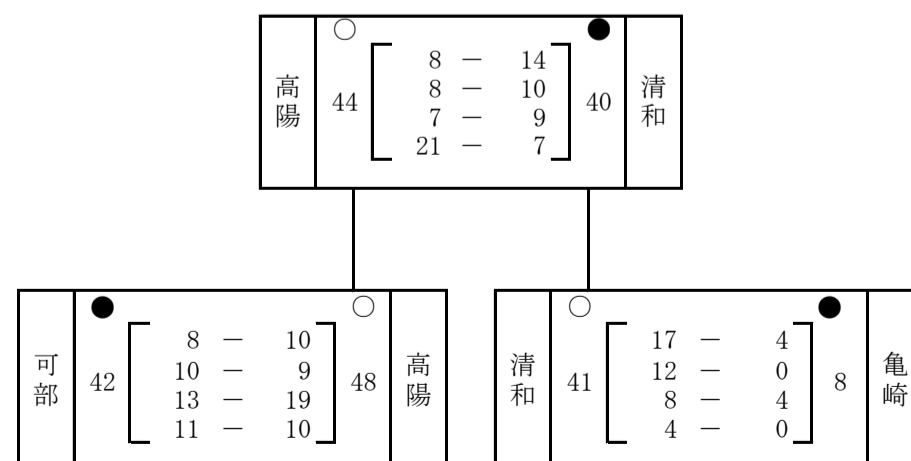 ○ ●
高陽 44 8 － 14 40 清和
8 － 10
7 － 9
21 － 7
● ○
可部 42 8 － 10 48 高陽
10 － 9
13 － 19
11 － 10
○ ●
清和 41 17 － 4 8 亀崎
12 － 0
8 － 4
4 － 0